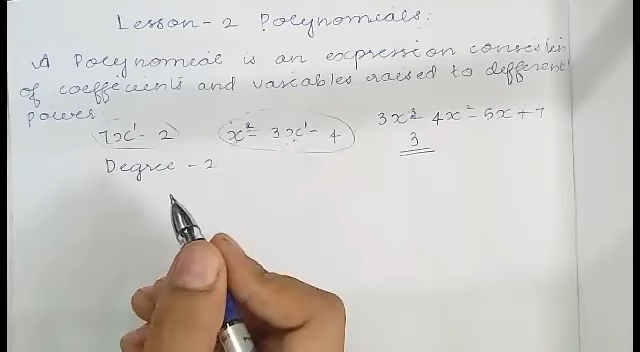 Lesson - 2 Polynomials:
A Polynomial is an expression consistin
of coefficients and variables raised to different
power:-
7x¹ - 2 x² - 3x¹ - 4 3x³ - 4x² - 5x + 7
Degree - 2 3